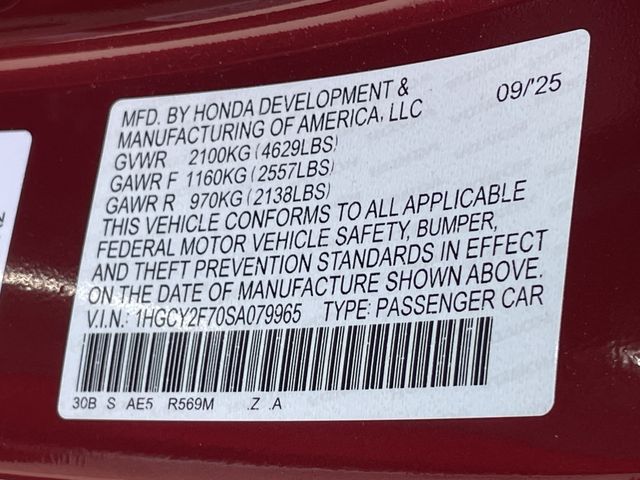 MFD. BY HONDA DEVELOPMENT & 09/'25
MANUFACTURING OF AMERICA, LLC
GVWR 2100KG (4629LBS)
GAWR F 1160KG (2557LBS)
GAWR R 970KG (2138LBS)
THIS VEHICLE CONFORMS TO ALL APPLICABLE
FEDERAL MOTOR VEHICLE SAFETY, BUMPER,
AND THEFT PREVENTION STANDARDS IN EFFECT
ON THE DATE OF MANUFACTURE SHOWN ABOVE.
V.I.N.: 1HGCY2F70SA079965 TYPE: PASSENGER CAR
30B S AE5 R569M .Z .A